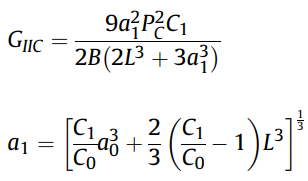 G_{IIC} = \frac{9a_1^2 P_C^2 C_1}{2B(2L^3 + 3a_1^3)}
a_1 = \left[ \frac{C_1}{C_0} a_0^3 + \frac{2}{3} \left( \frac{C_1}{C_0} - 1 \right) L^3 \right]^{\frac{1}{3}}